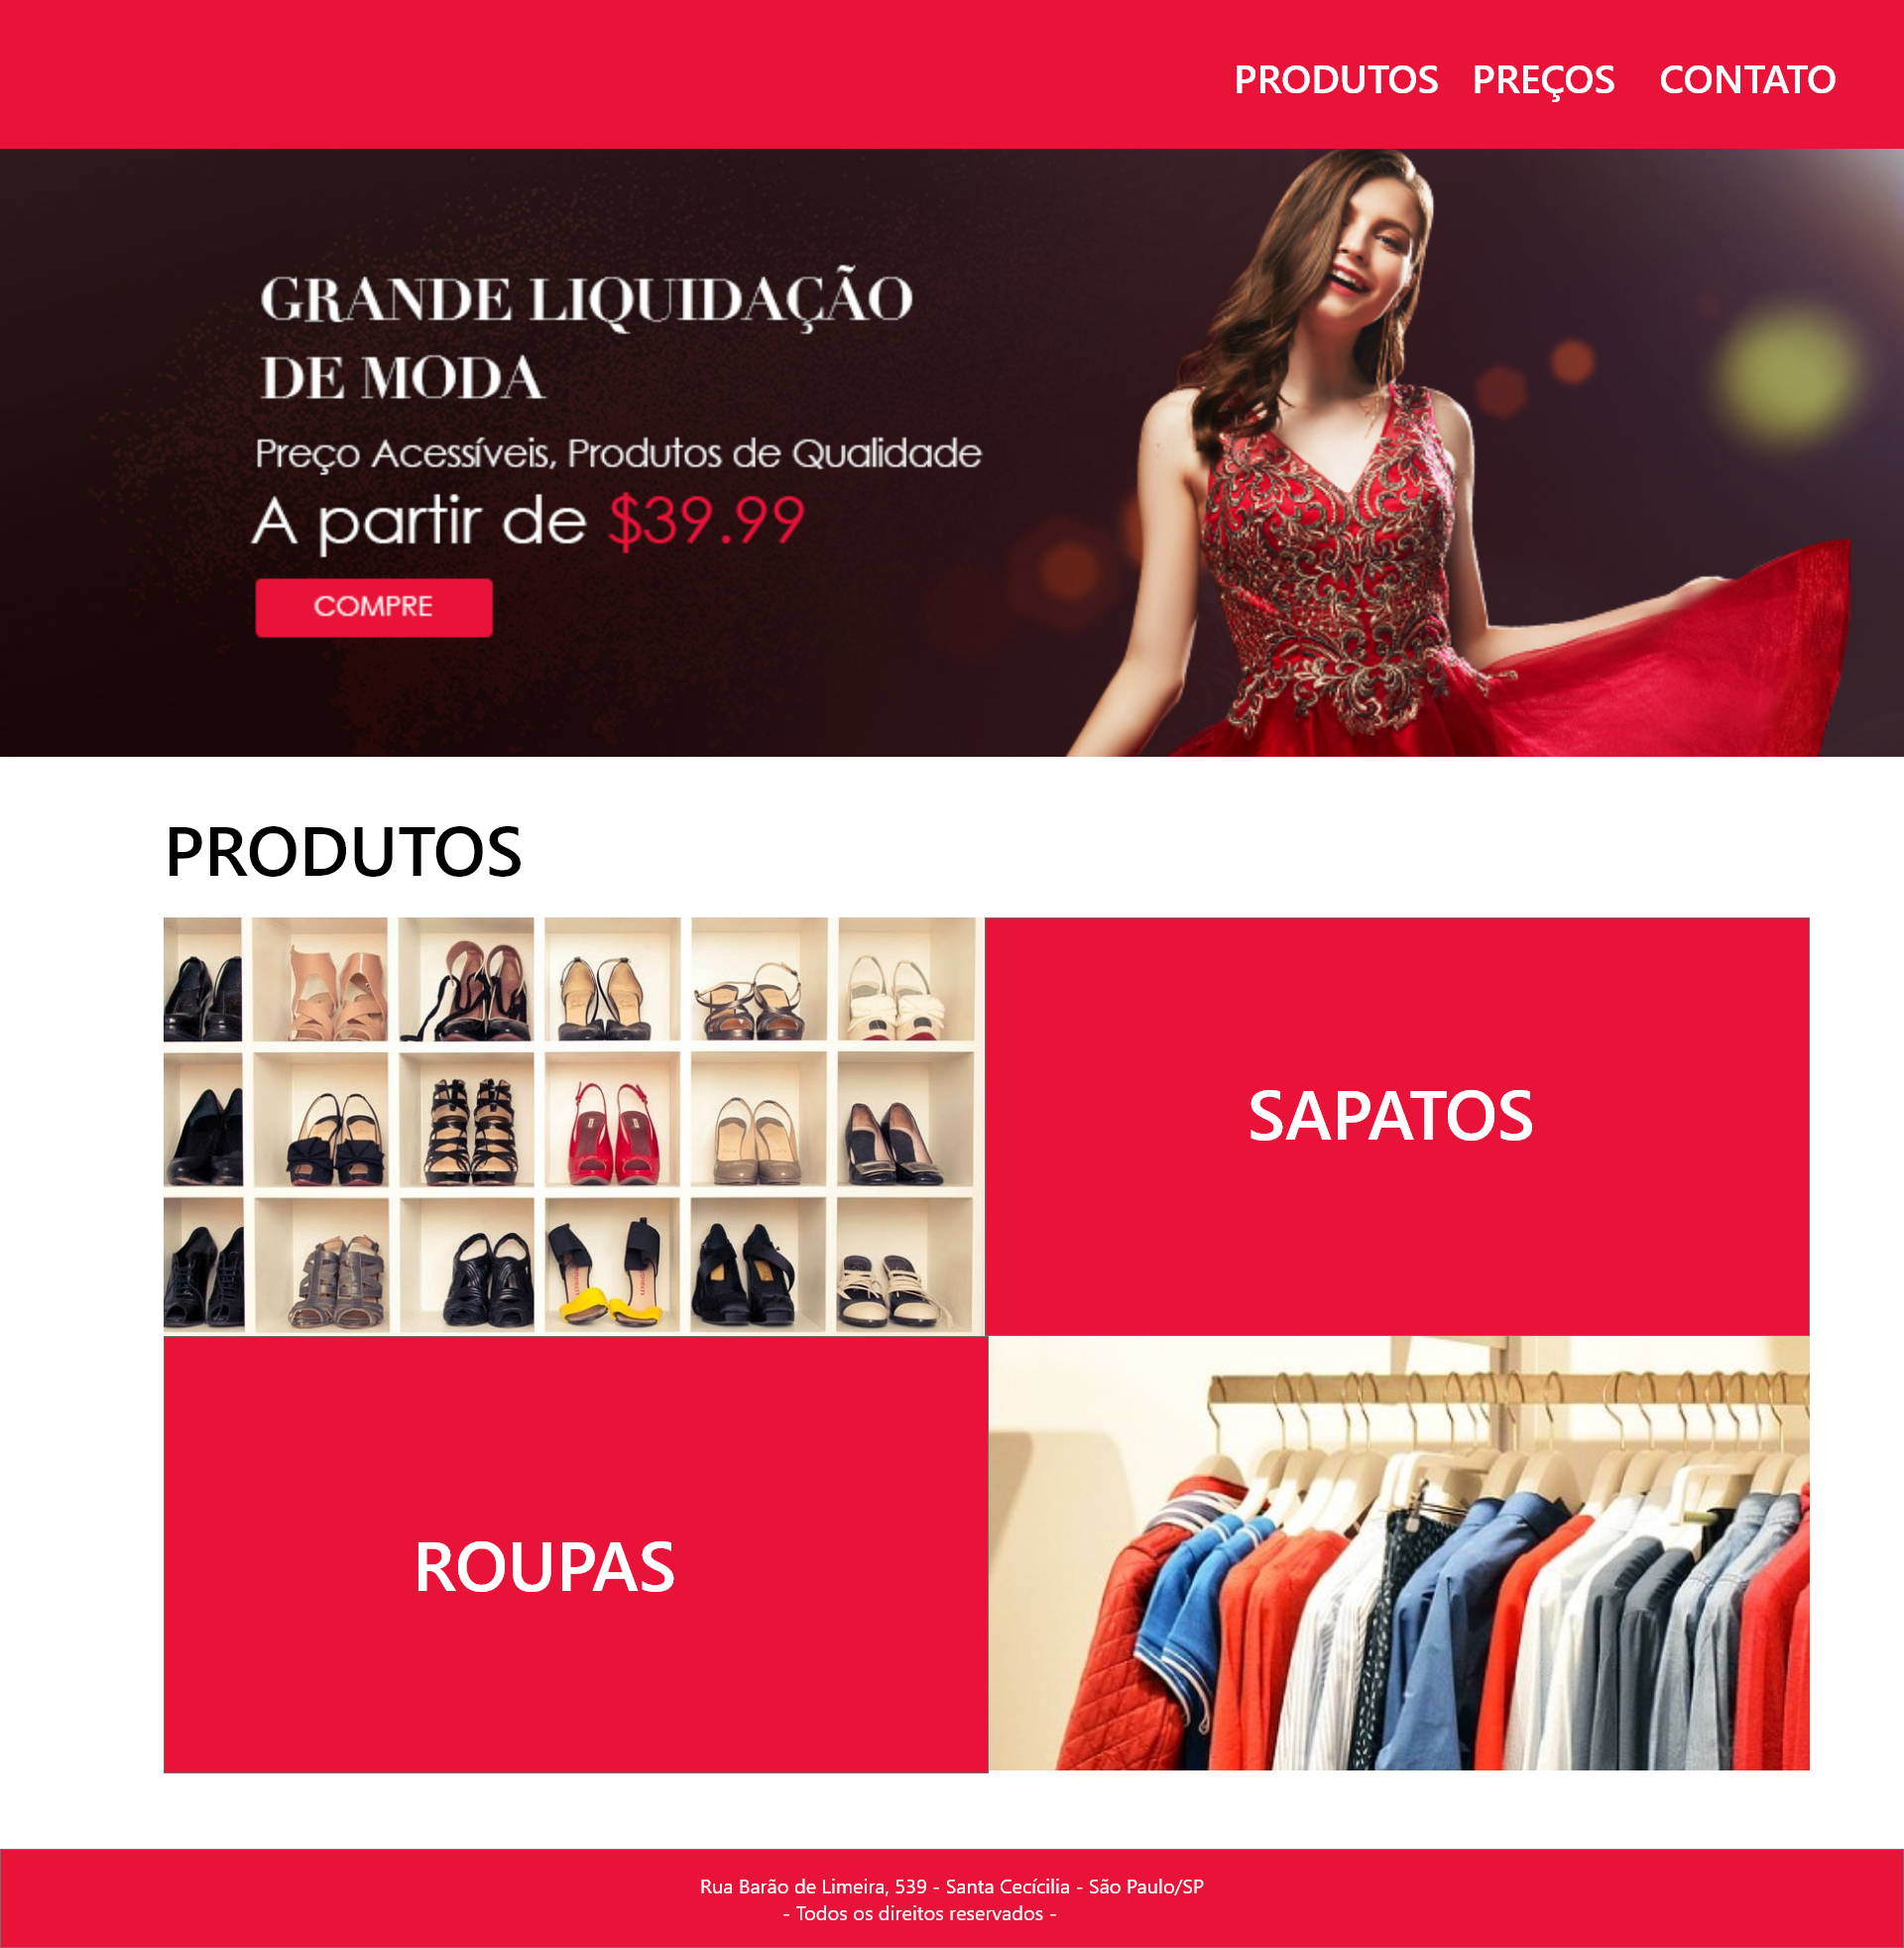 PRODUTOS PREÇOS CONTATO
GRANDE LIQUIDAÇÃO
DE MODA
Preço Acessíveis, Produtos de Qualidade
A partir de $39.99
COMPRE
PRODUTOS
SAPATOS
ROUPAS
Rua Barão de Limeira, 539 - Santa Cecícilia - São Paulo/SP
- Todos os direitos reservados -